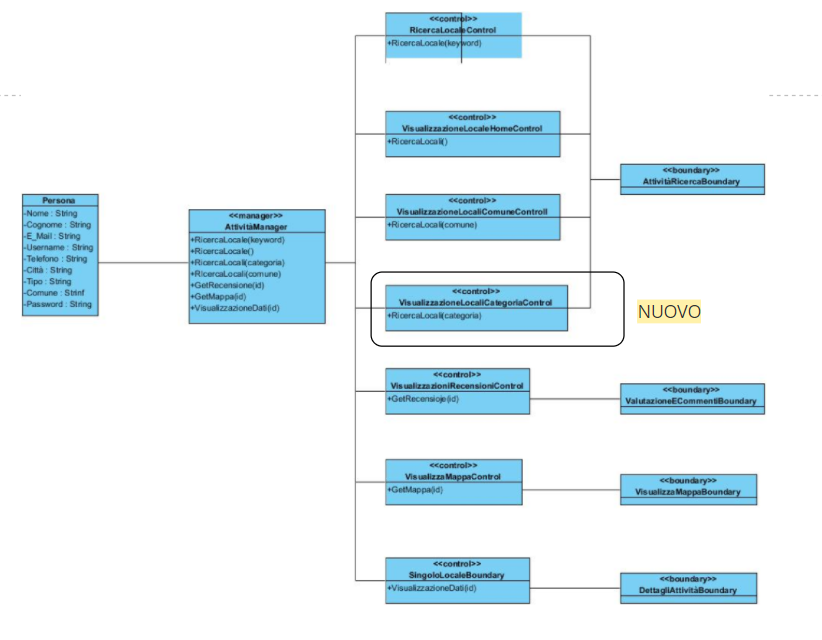 <<control>>
RicercaLocaleControl
+RicercaLocale(keyword)
<<control>>
VisualizzazioneLocaleHomeControl
+RicercaLocali()
<<boundary>>
AttivitàRicercaBoundary
<<control>>
VisualizzazioneLocaliComuneControll
+RicercaLocali(comune)
Persona
-Nome : String
-Cognome : String
-E_Mail : String
-Username : String
-Telefono : String
-Città : String
-Tipo : String
-Comune : Strinf
-Password : String
<<manager>>
AttivitàManager
+RicercaLocale(keyword)
+RicercaLocale()
+RicercaLocali(categoria)
+RicercaLocali(comune)
+GetRecensione(id)
+GetMappa(id)
+VisualizzazioneDati(id)
<<control>>
VisualizzazioneLocaliCategoriaControl
+RicercaLocali(categoria)
NUOVO
<<control>>
VisualizzazioniRecensioniControl
+GetRecensioje(id)
<<boundary>>
ValutazioneECommentiBoundary
<<control>>
VisualizzaMappaControl
+GetMappa(id)
<<boundary>>
VisualizzaMappaBoundary
<<control>>
SingoloLocaleBoundary
+VisualizzazioneDati(id)
<<boundary>>
DettagliAttivitàBoundary